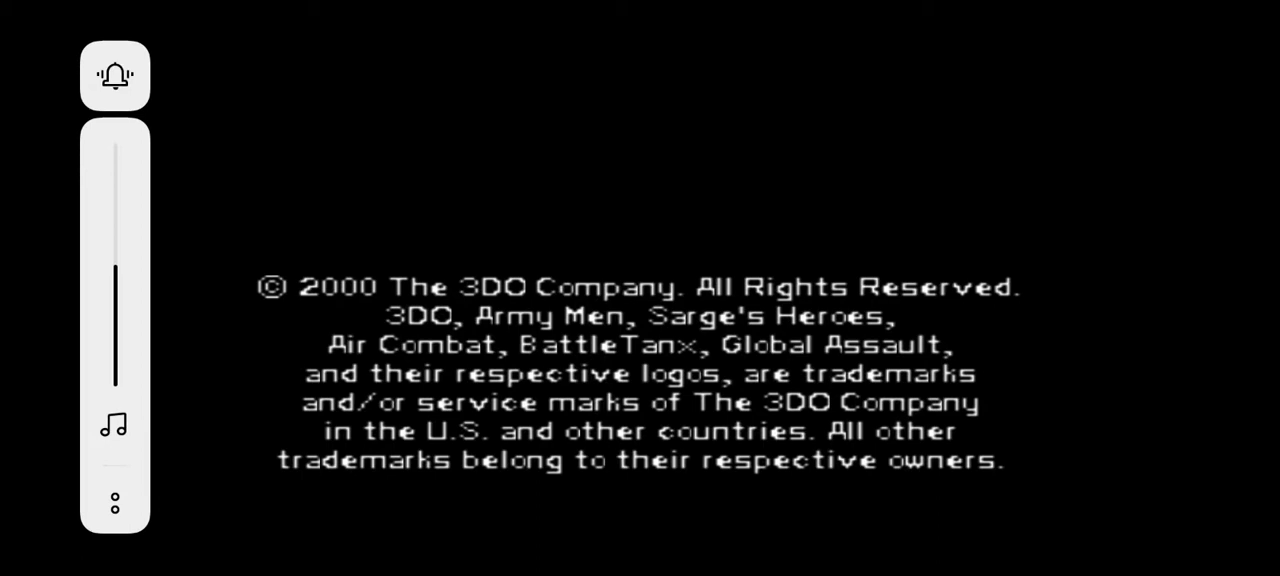 © 2000 The 3DO Company. All Rights Reserved.
3DO, Army Men, Sarge's Heroes,
Air Combat, BattleTanx, Global Assault,
and their respective logos, are trademarks
and/or service marks of The 3DO Company
in the U.S. and other countries. All other
trademarks belong to their respective owners.